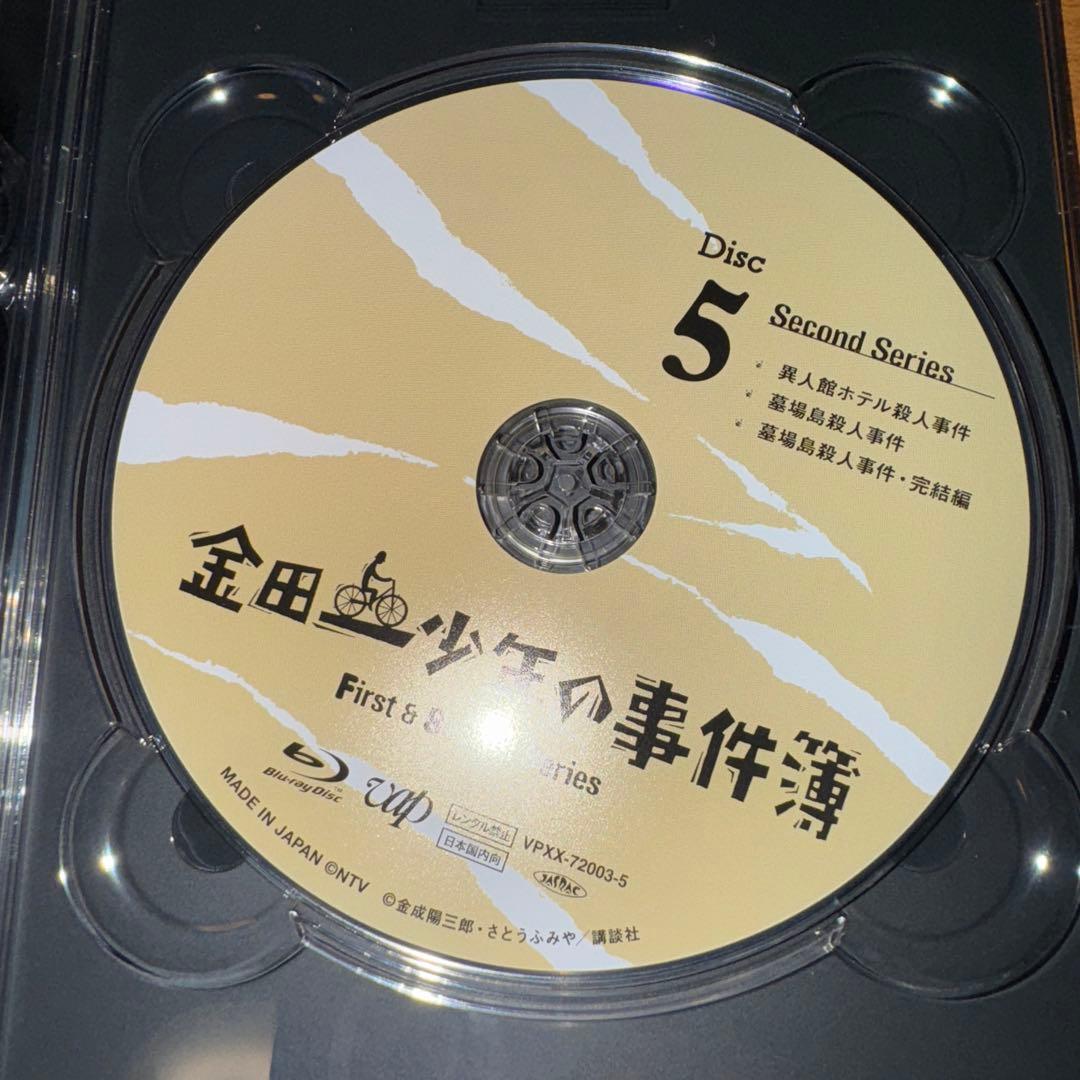 Disc
5
Second Series
異人館ホテル殺人事件
墓場島殺人事件
墓場島殺人事件・完結編
金田一少年の事件簿
First & Series
Blu-ray Disc™
vap
レンタル禁止
日本国内向
VPXX-72003-5
JASRAC
MADE IN JAPAN ©NTV ©金成陽三郎・さとうふみや/講談社